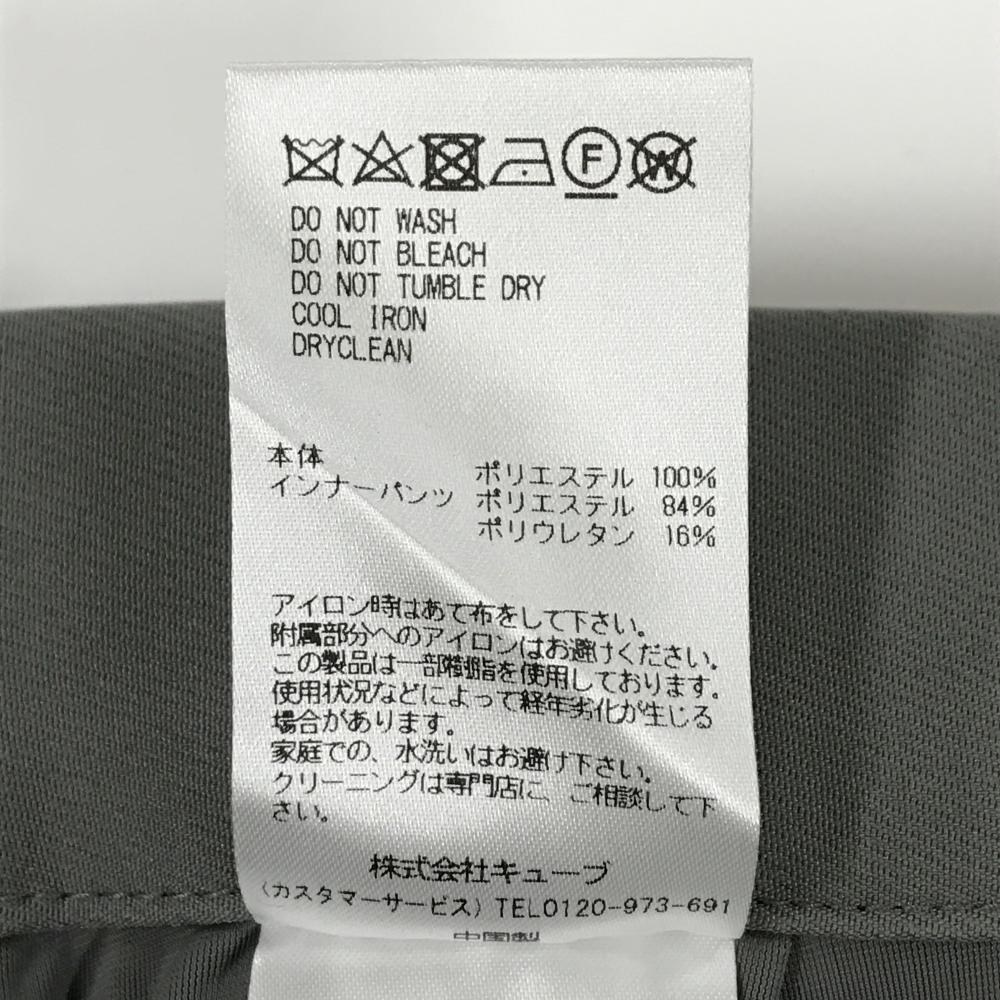 F W
DO NOT WASH
DO NOT BLEACH
DO NOT TUMBLE DRY
COOL IRON
DRYCLEAN
本体 ポリエステル 100%
インナーパンツ ポリエステル 84%
ポリウレタン 16%
アイロン時はあて布をして下さい。
附属部分へのアイロンはお避けください。
この製品は一部樹脂を使用しております。
使用状況などによって経年劣化が生じる
場合があります。
家庭での、水洗いはお避け下さい。
クリーニングは専門店に、ご相談して下
さい。
株式会社キューブ
(カスタマーサービス) TEL0120-973-691
中国製